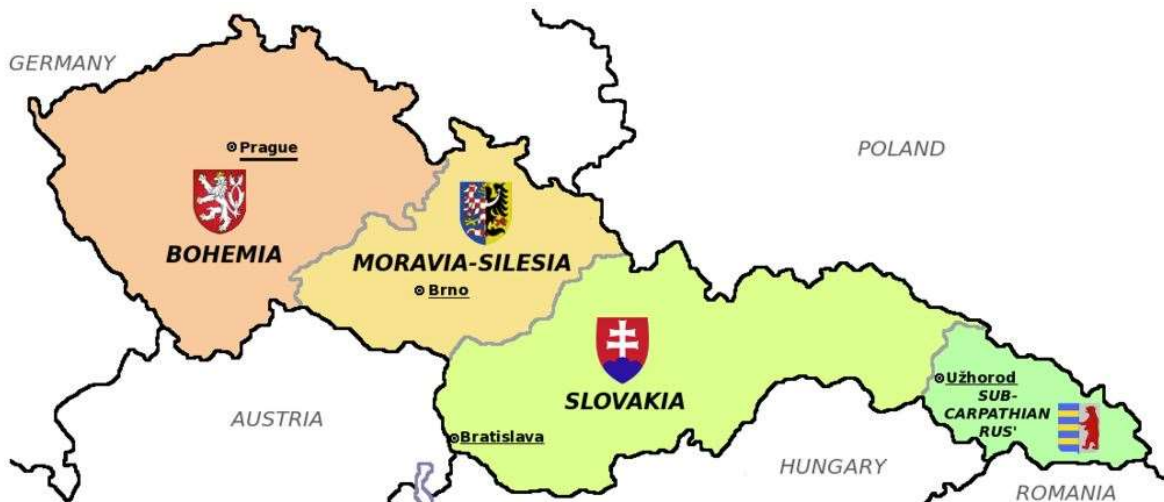 GERMANY
POLAND
Prague
BOHEMIA
MORAVIA-SILESIA
Brno
Užhorod
SUB-
CARPATHIAN
RUS'
SLOVAKIA
AUSTRIA
Bratislava
HUNGARY
ROMANIA